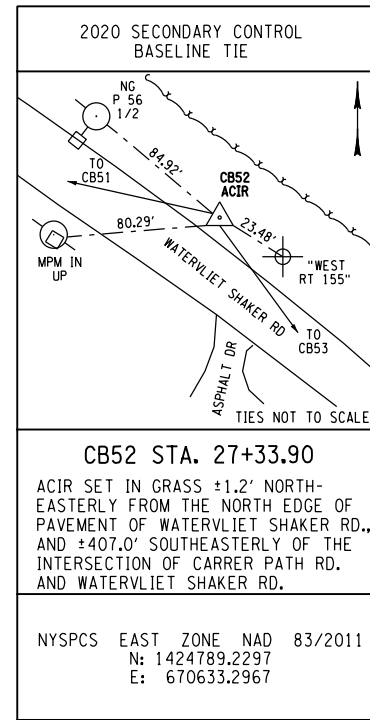 2020 SECONDARY CONTROL
BASELINE TIE
NG
P 56
1/2
TO
CB51
84.92'
CB52
ACIR
80.29'
23.48'
MPM IN
UP
"WEST
RT 155"
WATERVLIET SHAKER RD
TO
CB53
ASPHALT DR
TIES NOT TO SCALE
CB52 STA. 27+33.90
ACIR SET IN GRASS ±1.2' NORTH-
EASTERLY FROM THE NORTH EDGE OF
PAVEMENT OF WATERVLIET SHAKER RD.,
AND ±407.0' SOUTHEASTERLY OF THE
INTERSECTION OF CARRER PATH RD.
AND WATERVLIET SHAKER RD.
NYSPCS EAST ZONE NAD 83/2011
N: 1424789.2297
E: 670633.2967